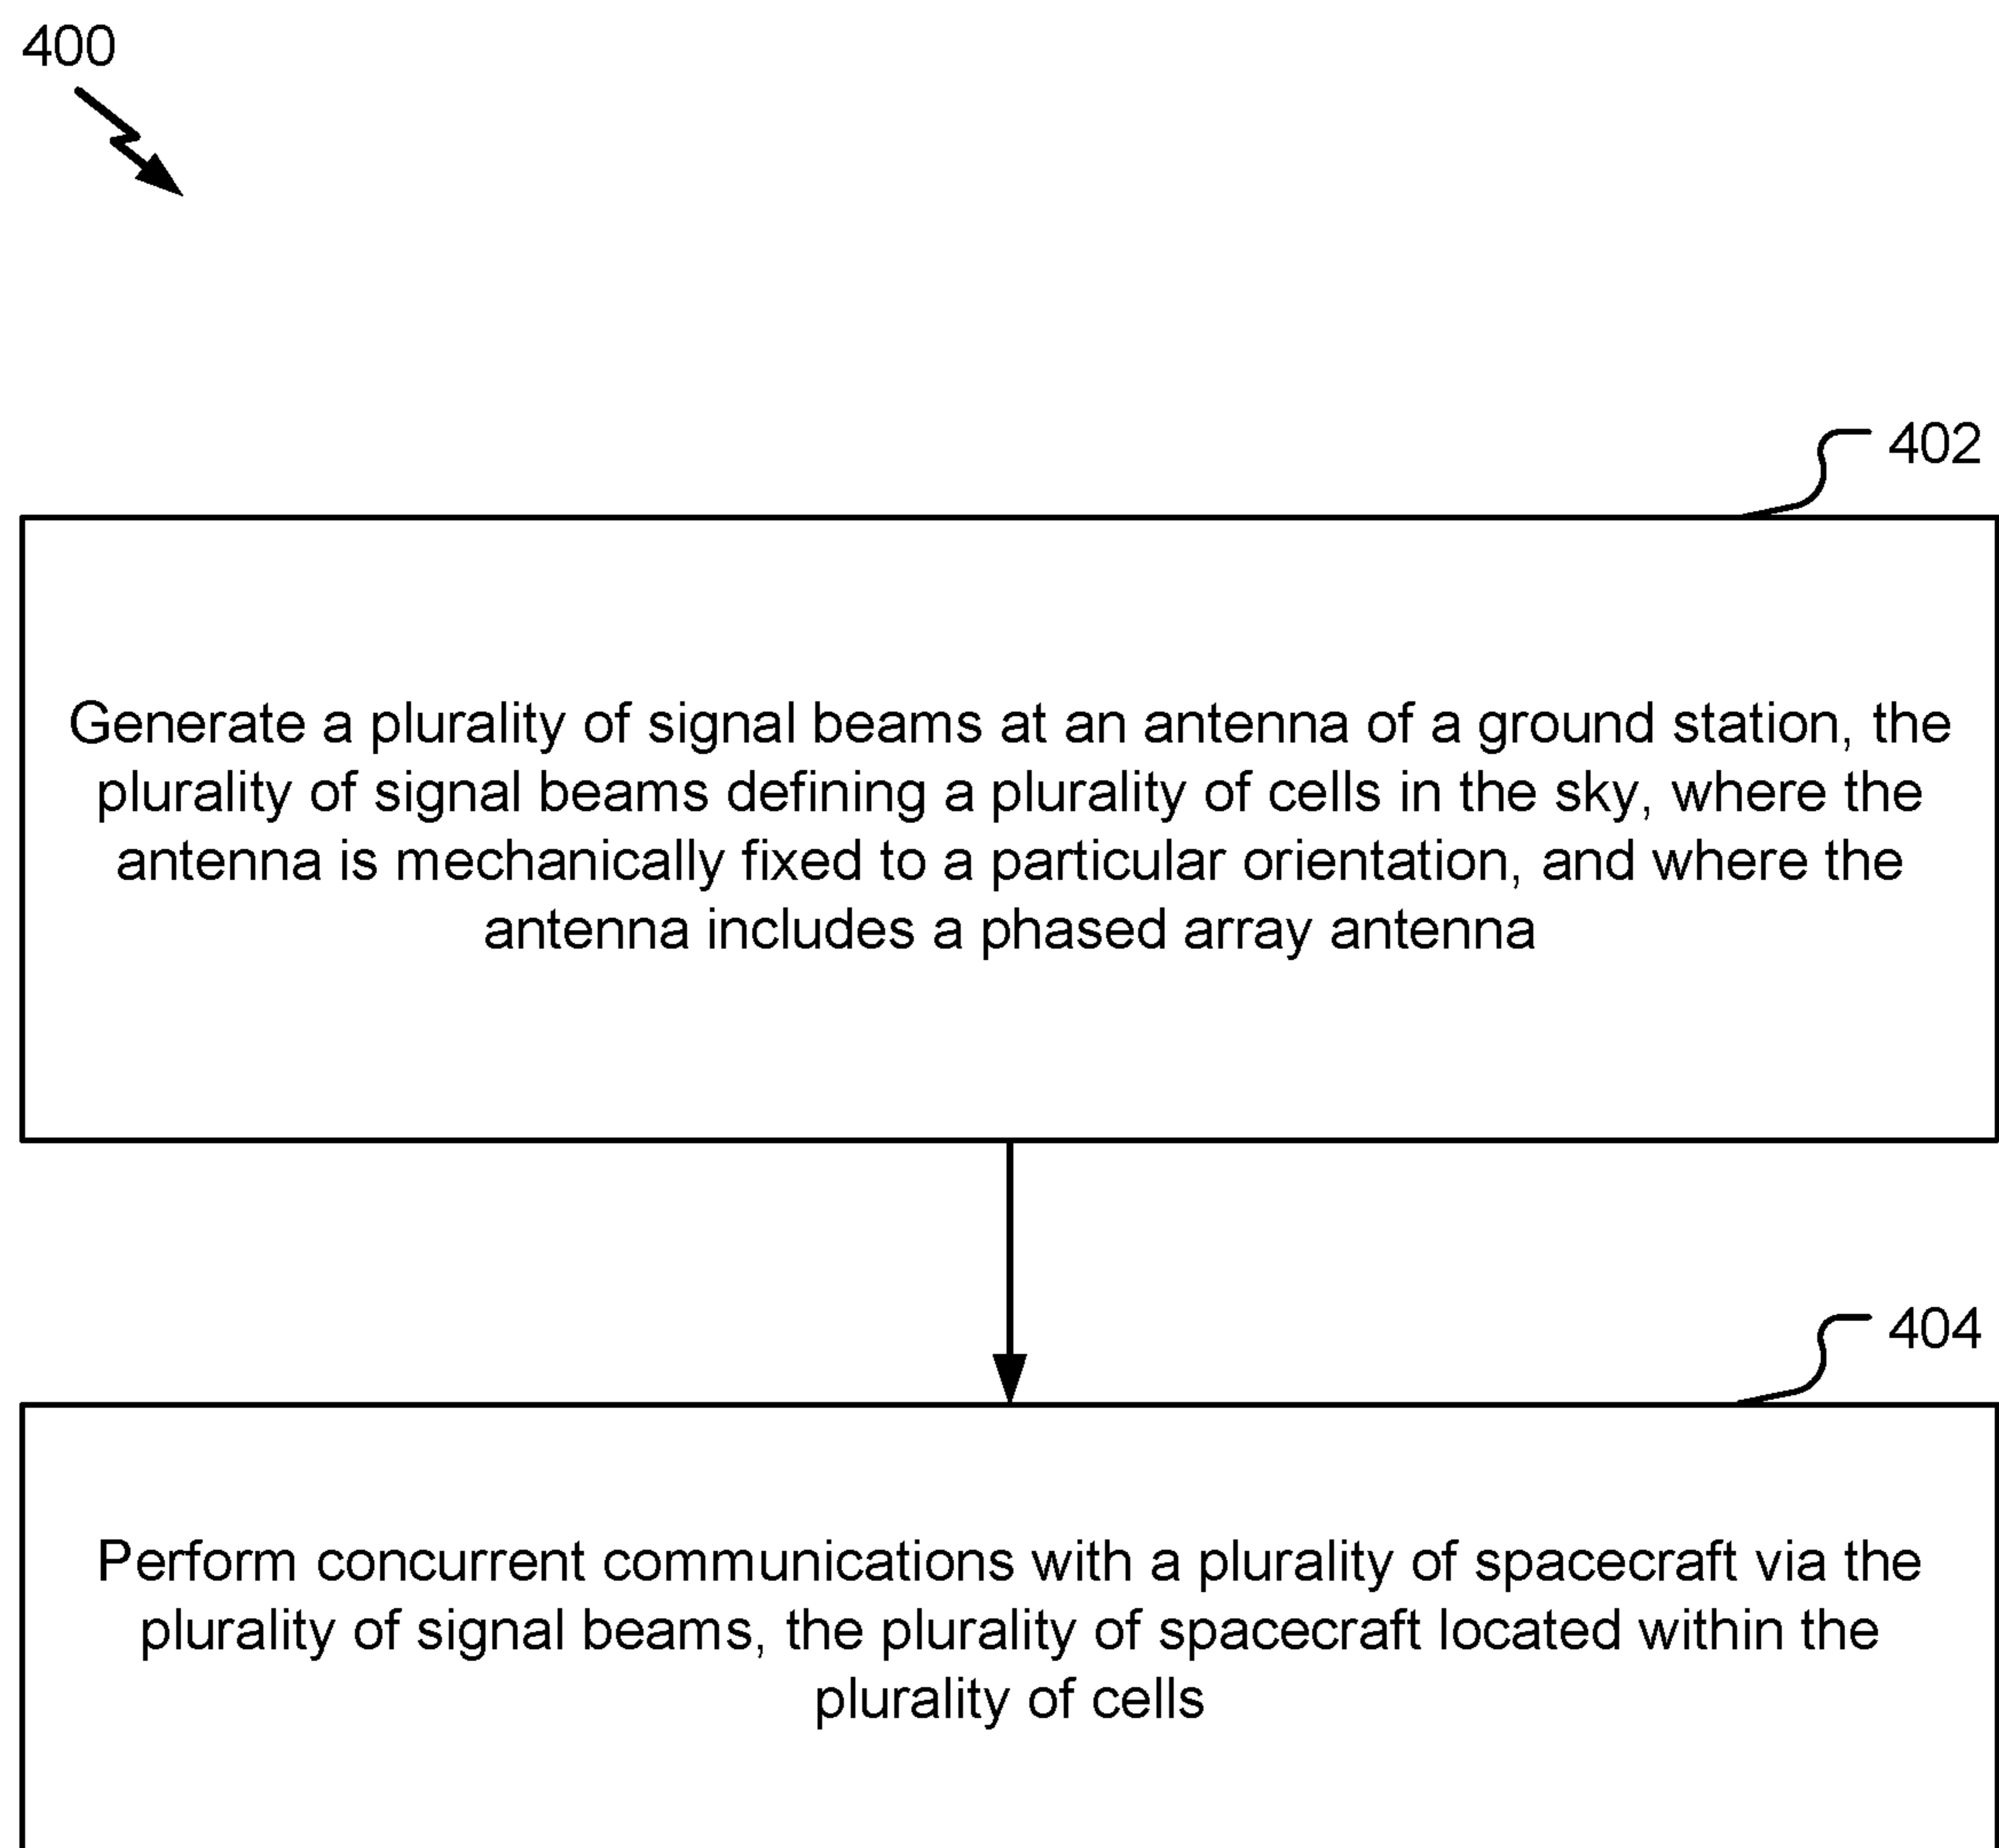 400
402
Generate a plurality of signal beams at an antenna of a ground station, the
plurality of signal beams defining a plurality of cells in the sky, where the
antenna is mechanically fixed to a particular orientation, and where the
antenna includes a phased array antenna
404
Perform concurrent communications with a plurality of spacecraft via the
plurality of signal beams, the plurality of spacecraft located within the
plurality of cells